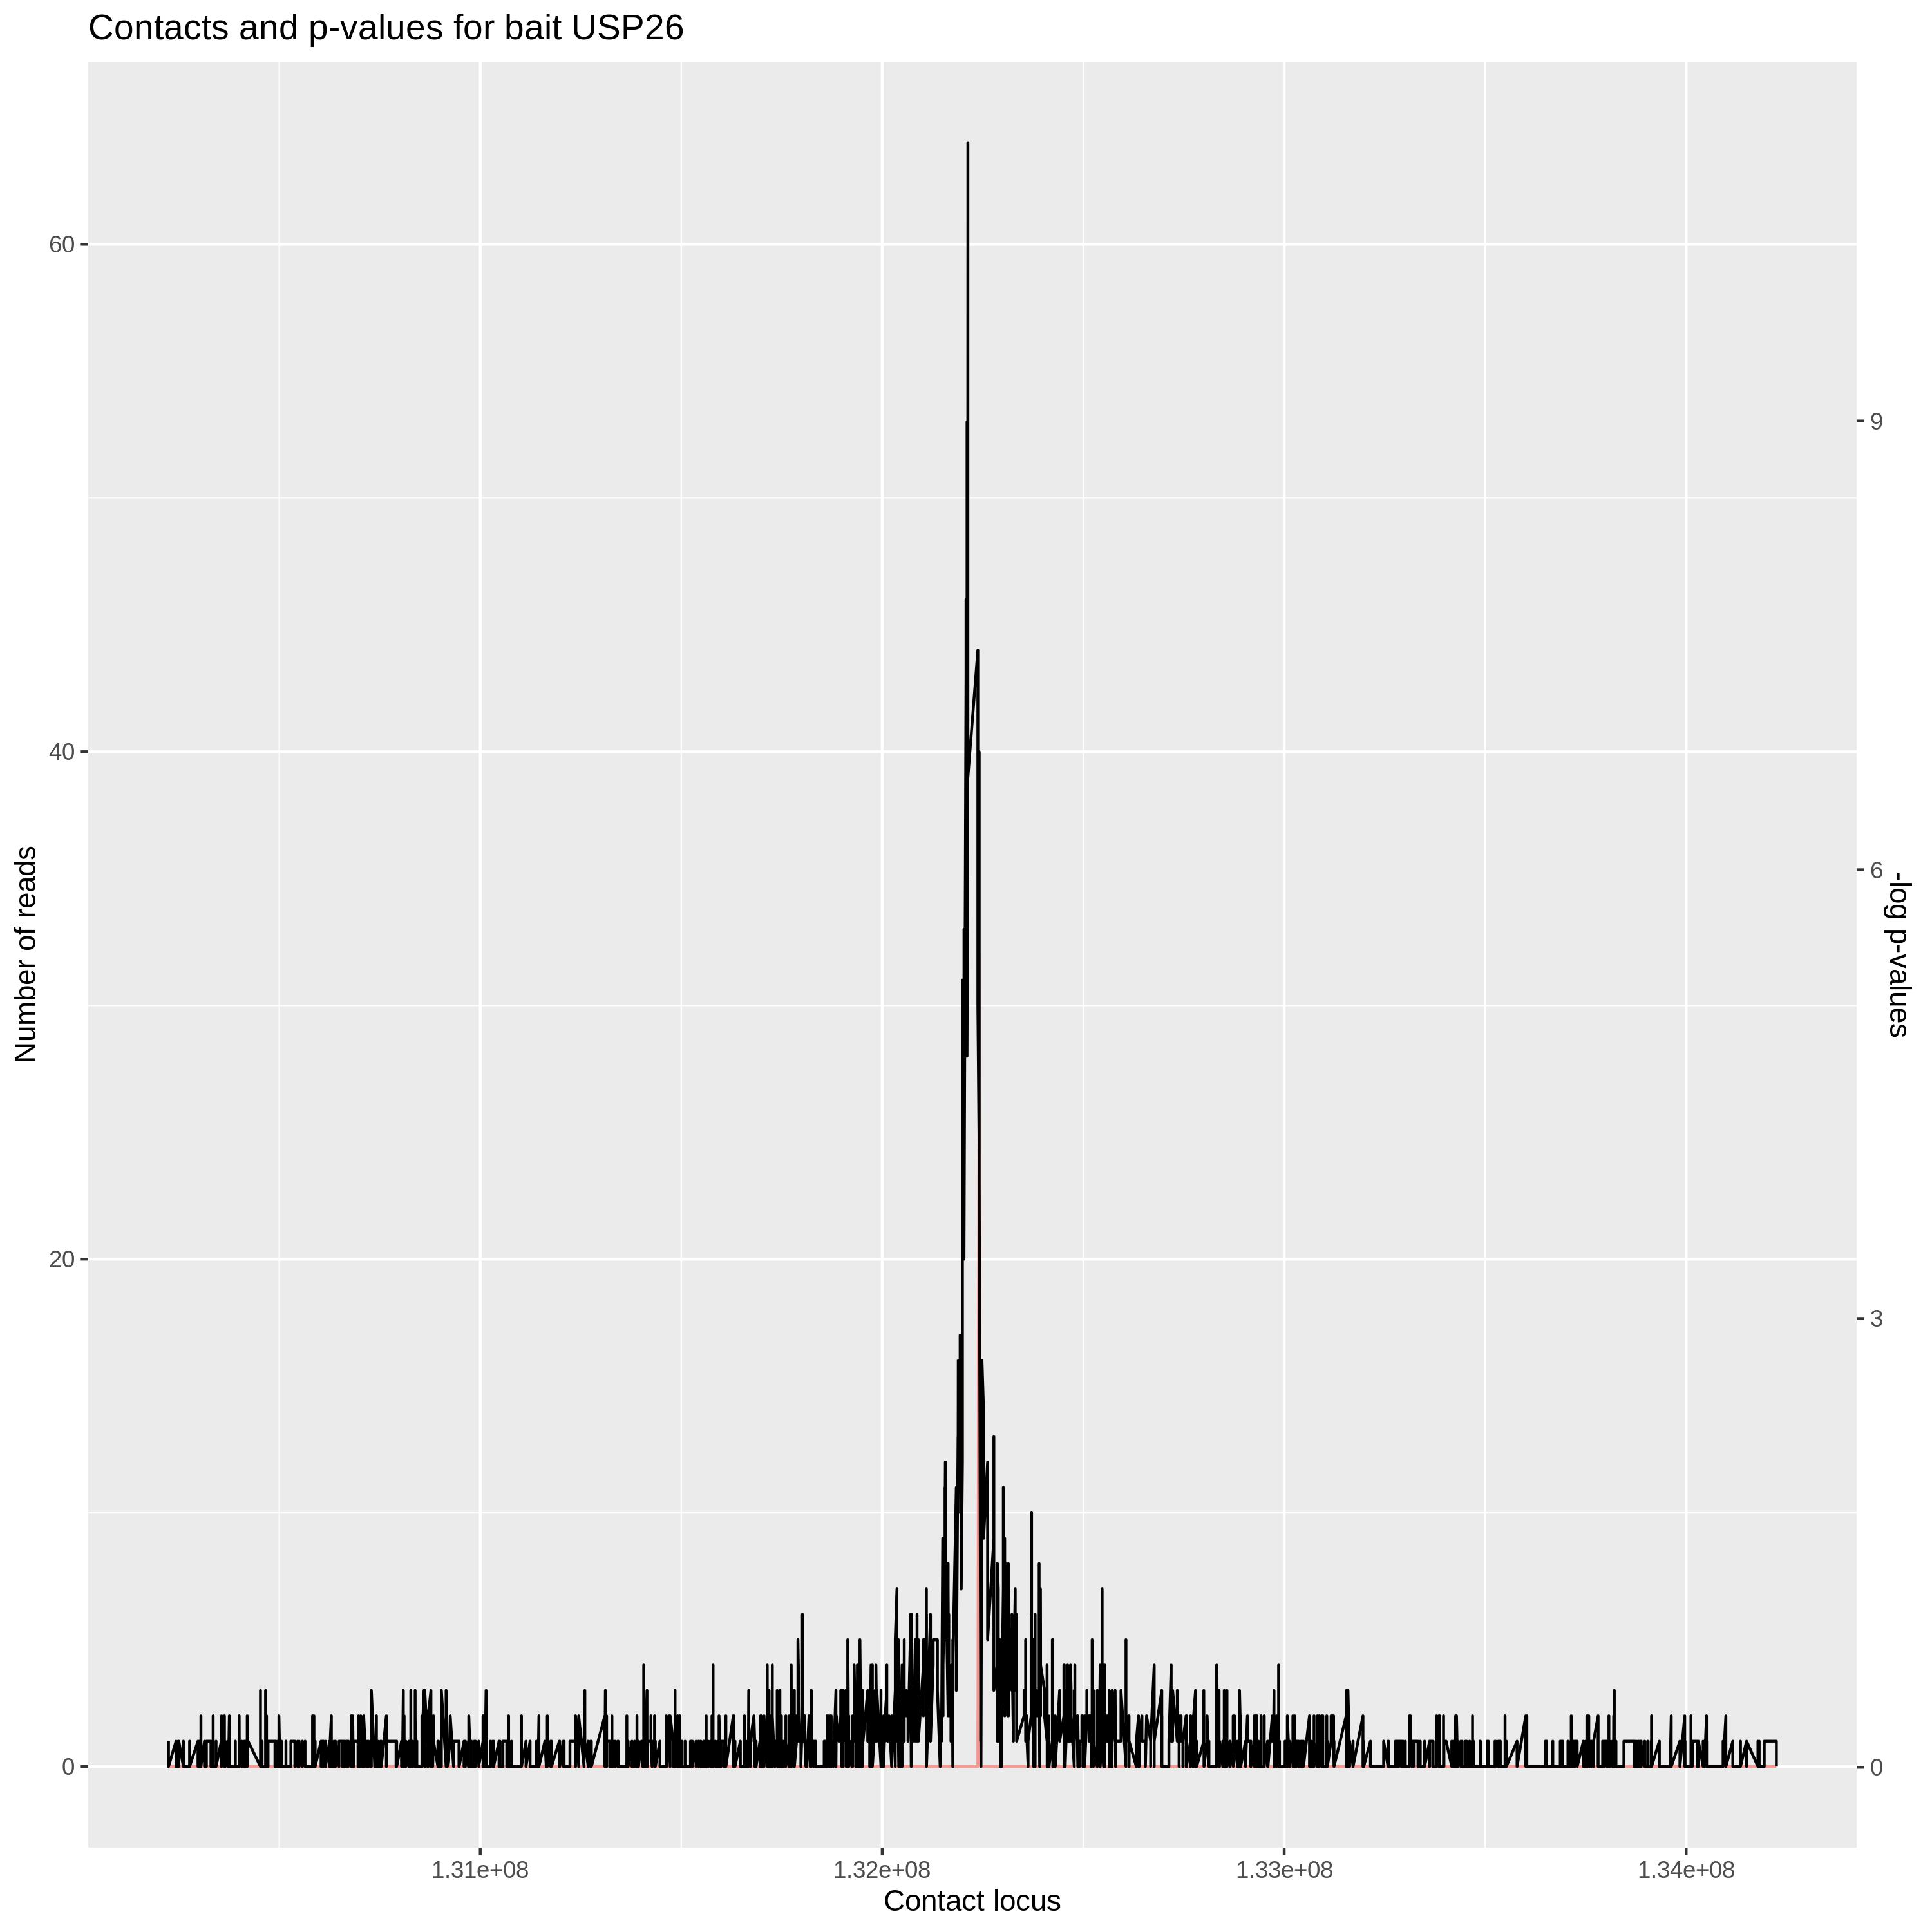 Contacts and p-values for bait USP26
60
40
20
0
9
6
3
0
Number of reads
-log p-values
1.31e+08 1.32e+08 1.33e+08 1.34e+08
Contact locus